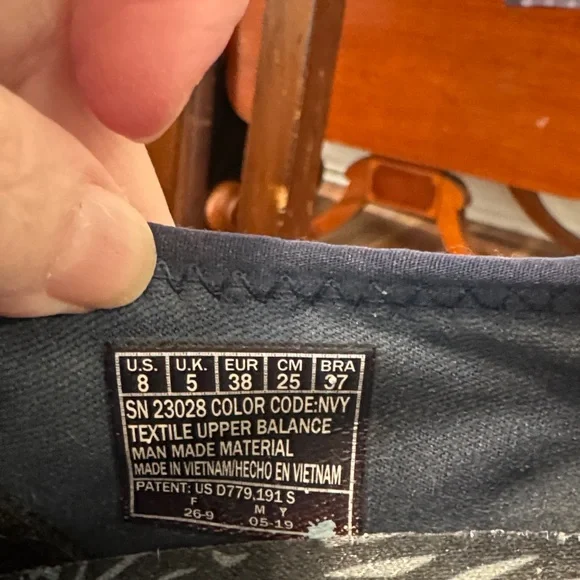 U.S. U.K. EUR CM BRA
8 5 38 25 37
SN 23028 COLOR CODE:NVY
TEXTILE UPPER BALANCE
MAN MADE MATERIAL
MADE IN VIETNAM/HECHO EN VIETNAM
PATENT: US D779,191 S
F M Y
26-9 05-19